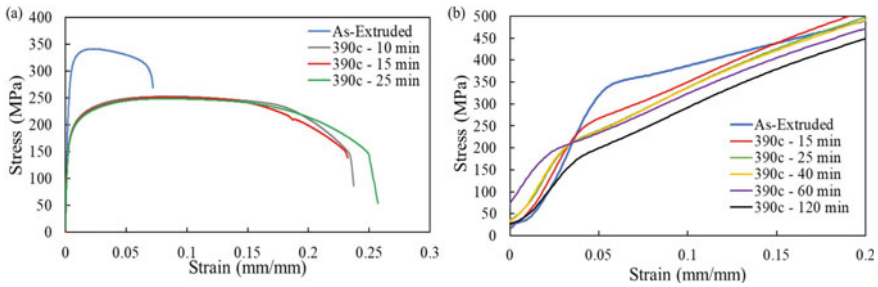 (a)
400
350
300
250
200
150
100
50
0
Stress (MPa)
As-Extruded
390c - 10 min
390c - 15 min
390c - 25 min
0
0.05
0.1
0.15
0.2
0.25
0.3
Strain (mm/mm)
(b)
500
450
400
350
300
250
200
150
100
50
0
Stress (MPa)
As-Extruded
390c - 15 min
390c - 25 min
390c - 40 min
390c - 60 min
390c - 120 min
0
0.05
0.1
0.15
0.2
Strain (mm/mm)